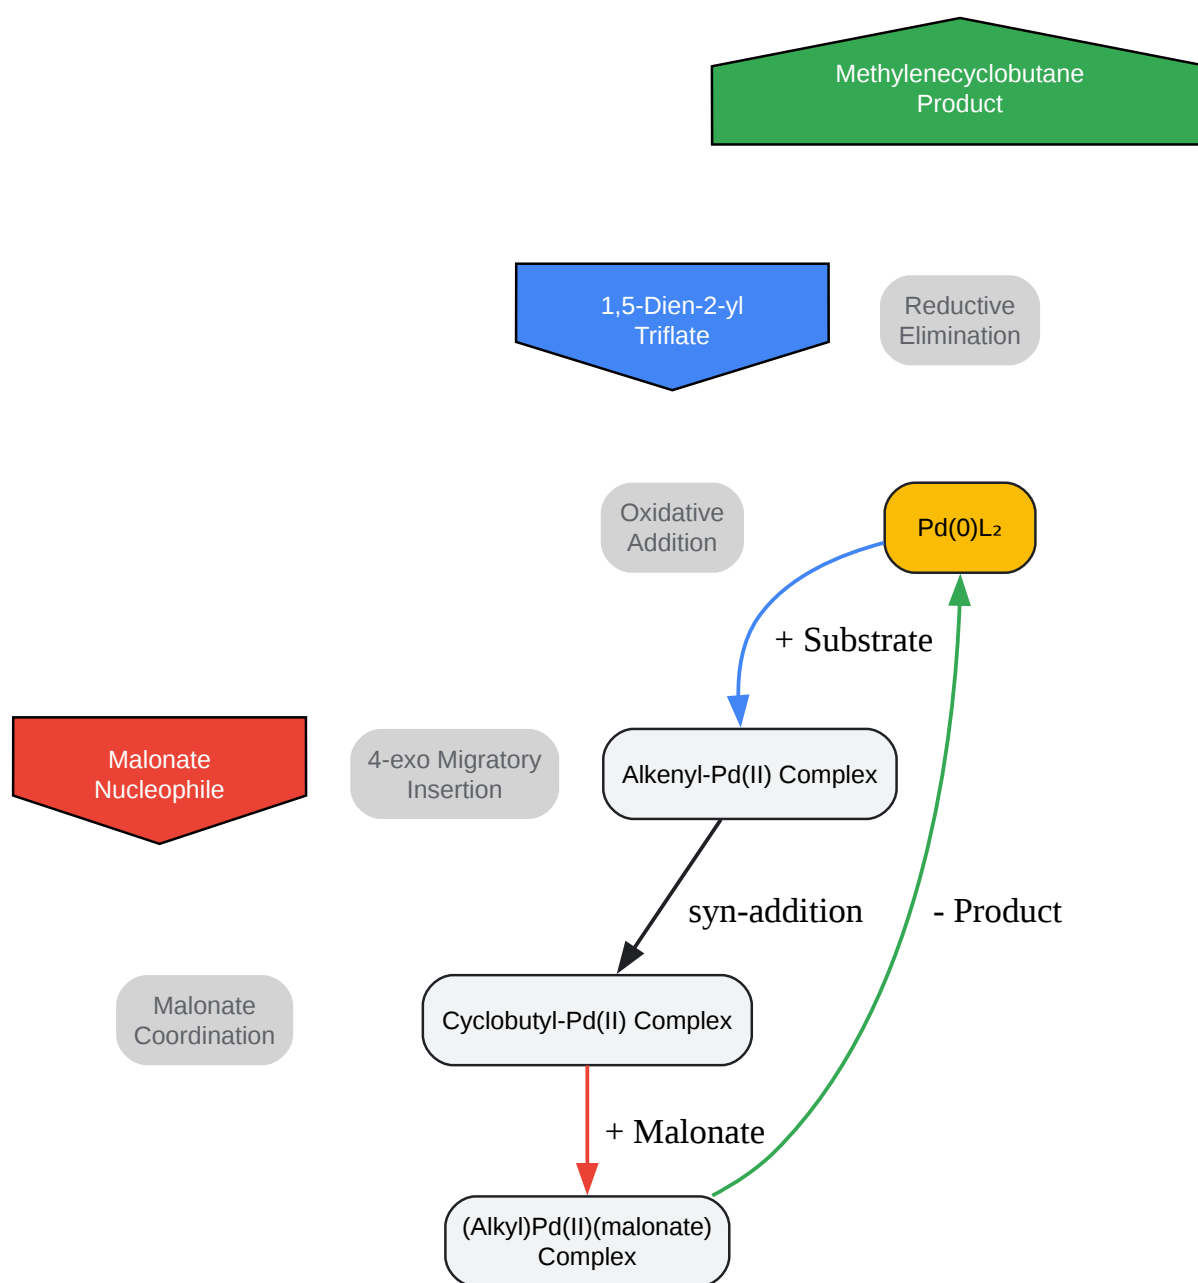 Methylenecyclobutane
Product
1,5-Dien-2-yl
Triflate
Reductive
Elimination
Oxidative
Addition
Pd(0)L₂
+ Substrate
Malonate
Nucleophile
4-exo Migratory
Insertion
Alkenyl-Pd(II) Complex
syn-addition
- Product
Malonate
Coordination
Cyclobutyl-Pd(II) Complex
+ Malonate
(Alkyl)Pd(II)(malonate)
Complex